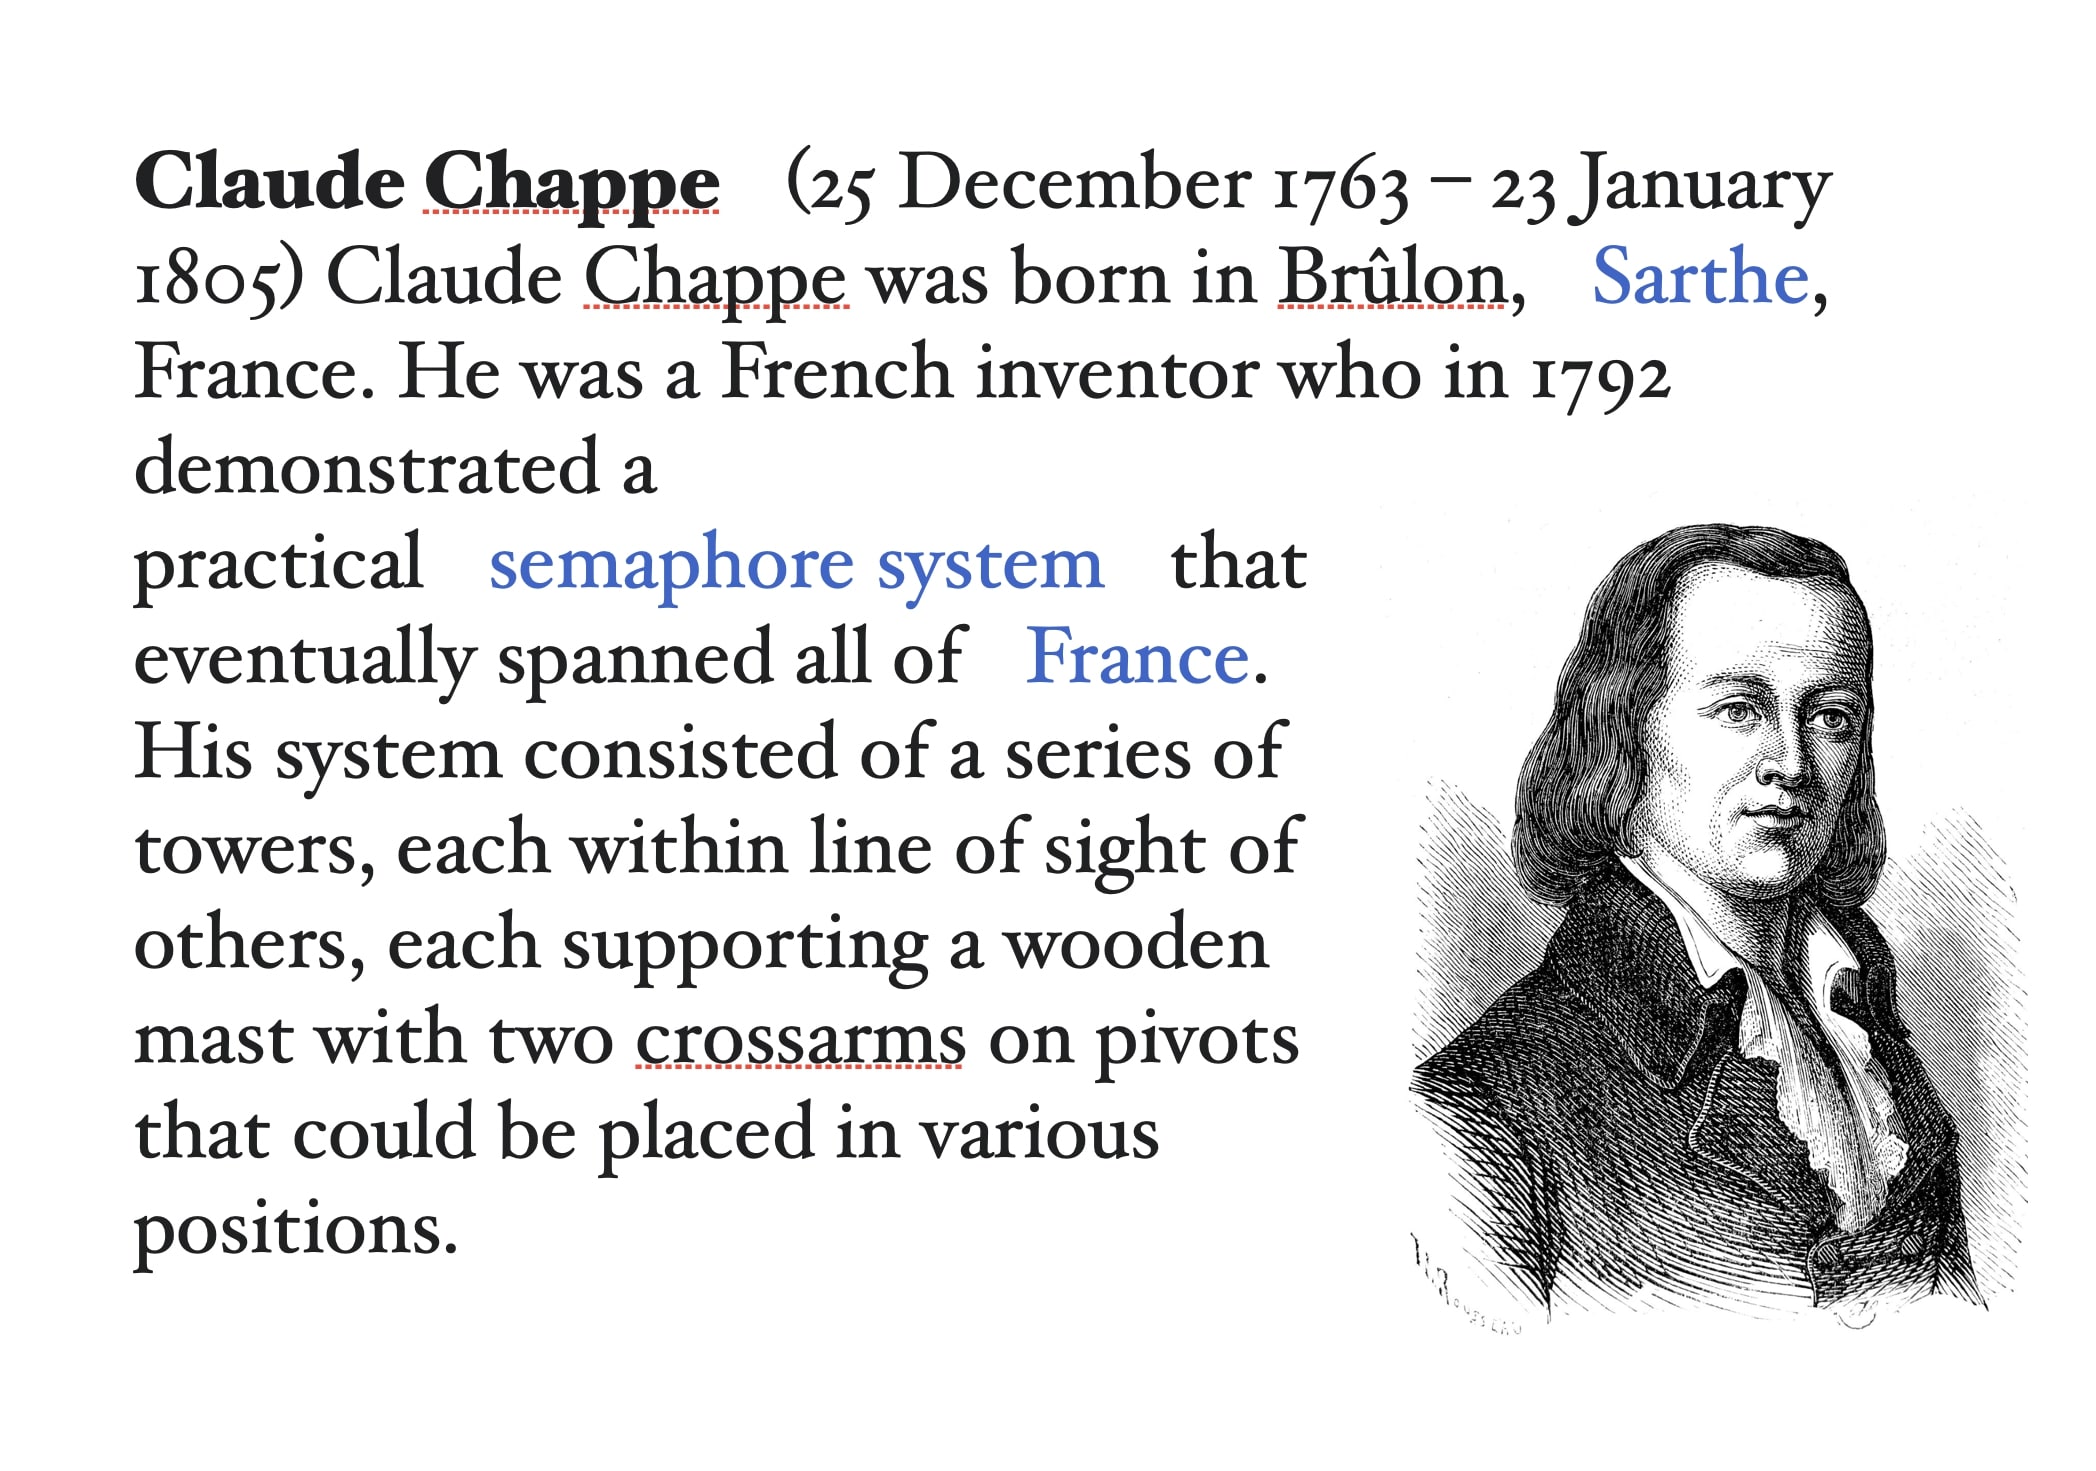 Claude Chappe (25 December 1763 – 23 January
1805) Claude Chappe was born in Brûlon, Sarthe,
France. He was a French inventor who in 1792
demonstrated a
practical semaphore system that
eventually spanned all of France.
His system consisted of a series of
towers, each within line of sight of
others, each supporting a wooden
mast with two crossarms on pivots
that could be placed in various
positions.